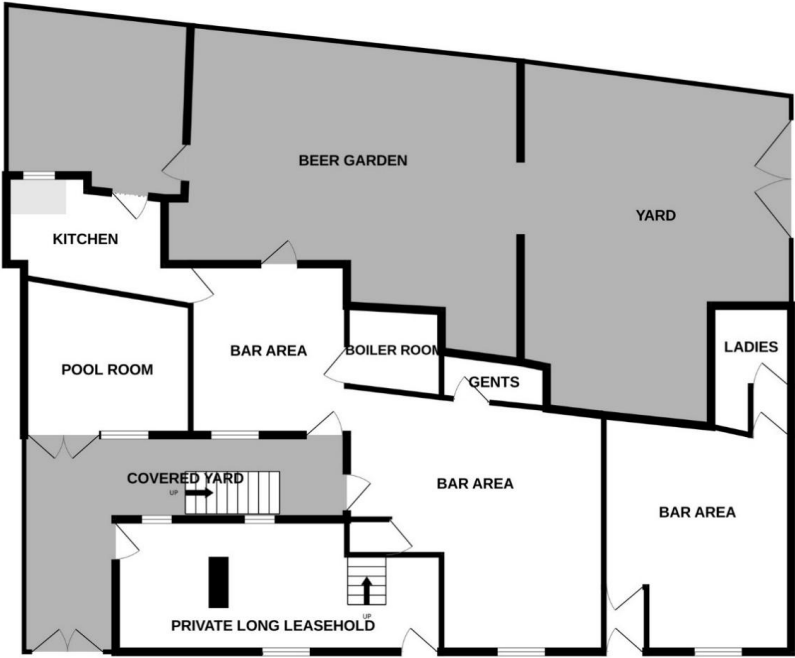 BEER GARDEN
YARD
KITCHEN
LADIES
BAR AREA
BOILER ROOM
POOL ROOM
GENTS
COVERED YARD
UP
BAR AREA
BAR AREA
UP
PRIVATE LONG LEASEHOLD